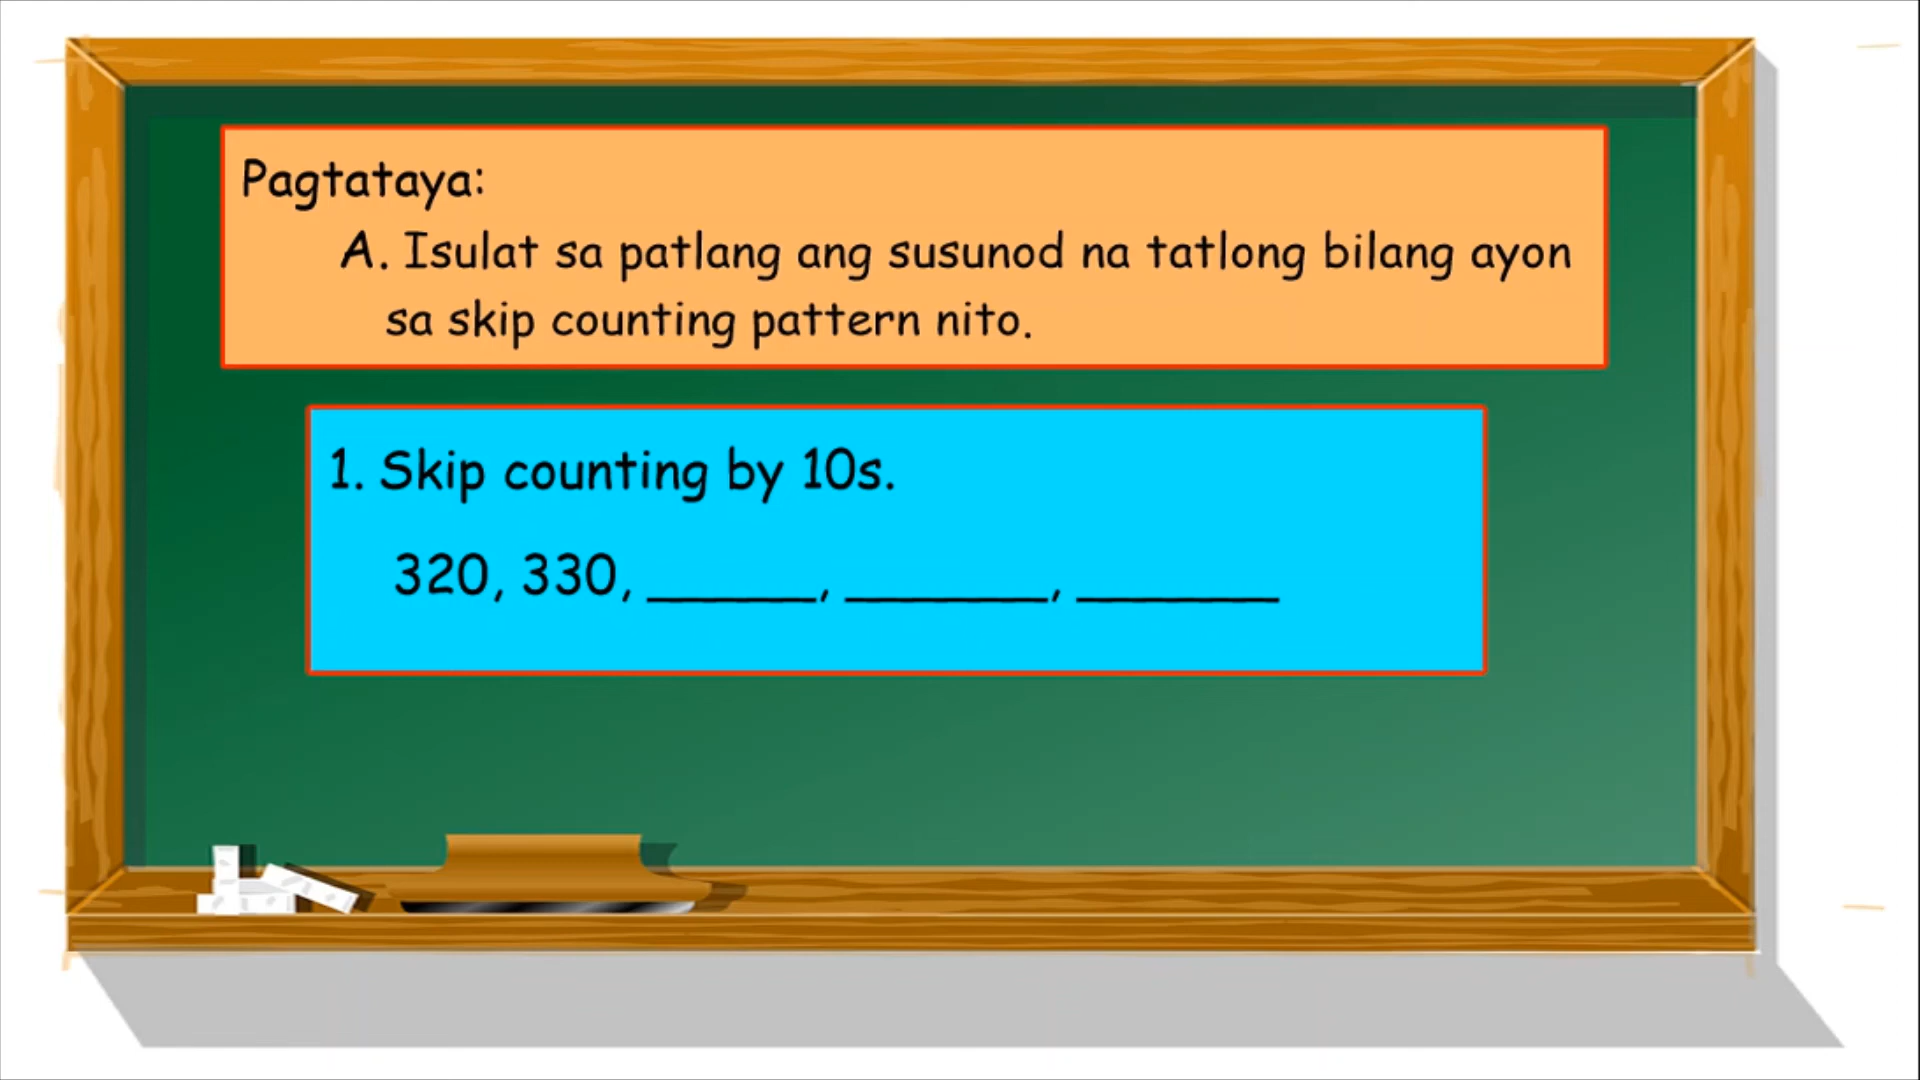 Pagtataya:
A. Isulat sa patlang ang susunod na tatlong bilang ayon
sa skip counting pattern nito.
1. Skip counting by 10s.
320, 330, _____, ______, ______